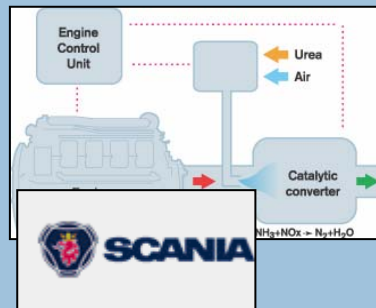 Engine
Control
Unit
Urea
Air
Catalytic
converter
NH₃+NOx → N₂+H₂O
SCANIA